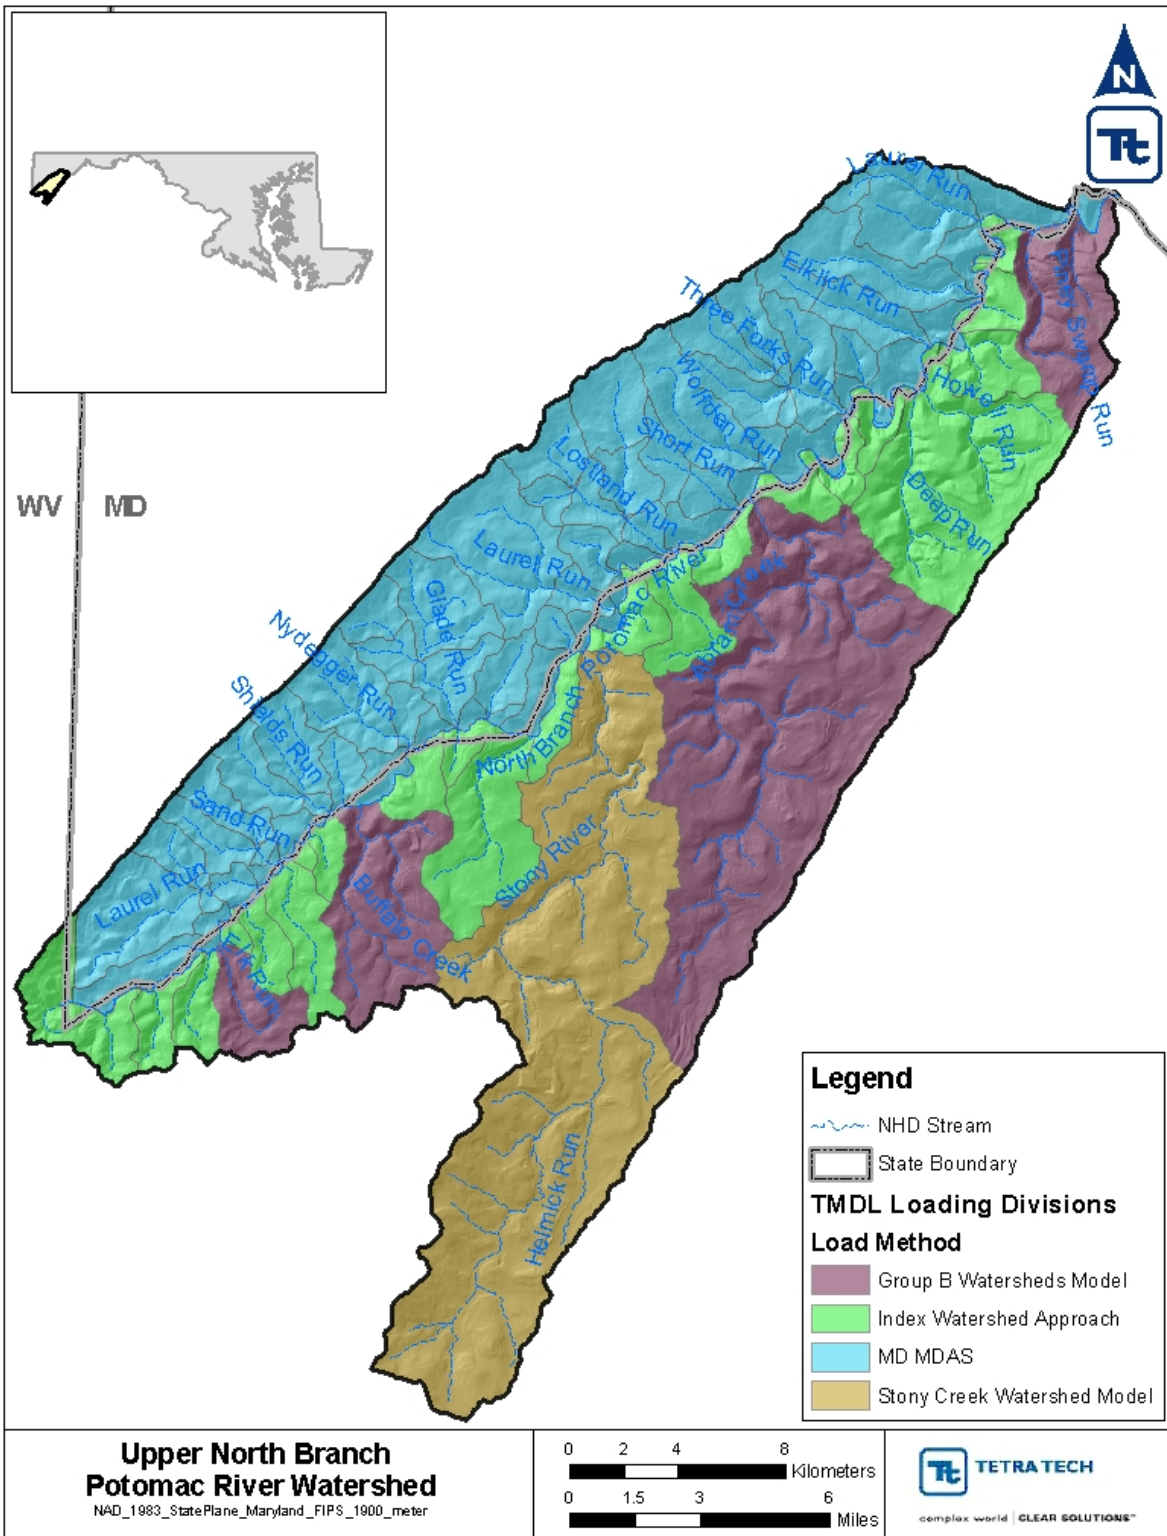 N
Tt
WV
MD
Laurel Run
Elklick Run
Three Forks Run
Wolfden Run
Short Run
Lostland Run
Laurel Run
Glade Run
Nydegger Run
Shields Run
Sand Run
Laurel Run
Piney Swamp Run
Howell Run
Deep Run
Abram Creek
North Branch Potomac River
Stony River
Buffalo Creek
Elk Run
Helmick Run
Legend
NHD Stream
State Boundary
TMDL Loading Divisions
Load Method
Group B Watersheds Model
Index Watershed Approach
MD MDAS
Stony Creek Watershed Model
Upper North Branch
Potomac River Watershed
NAD_1983_StatePlane_Maryland_FIPS_1900_meter
0 2 4 8
Kilometers
0 1.5 3 6
Miles
Tt TETRA TECH
complex world | CLEAR SOLUTIONS™